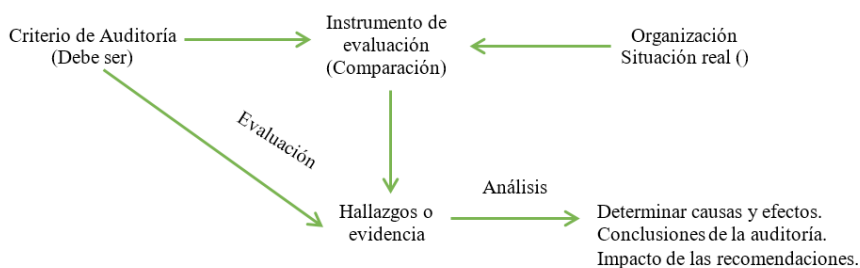 Criterio de Auditoría
(Debe ser)
Instrumento de
evaluación
(Comparación)
Organización
Situación real ()
Evaluación
Hallazgos o
evidencia
Análisis
Determinar causas y efectos.
Conclusiones de la auditoría.
Impacto de las recomendaciones.